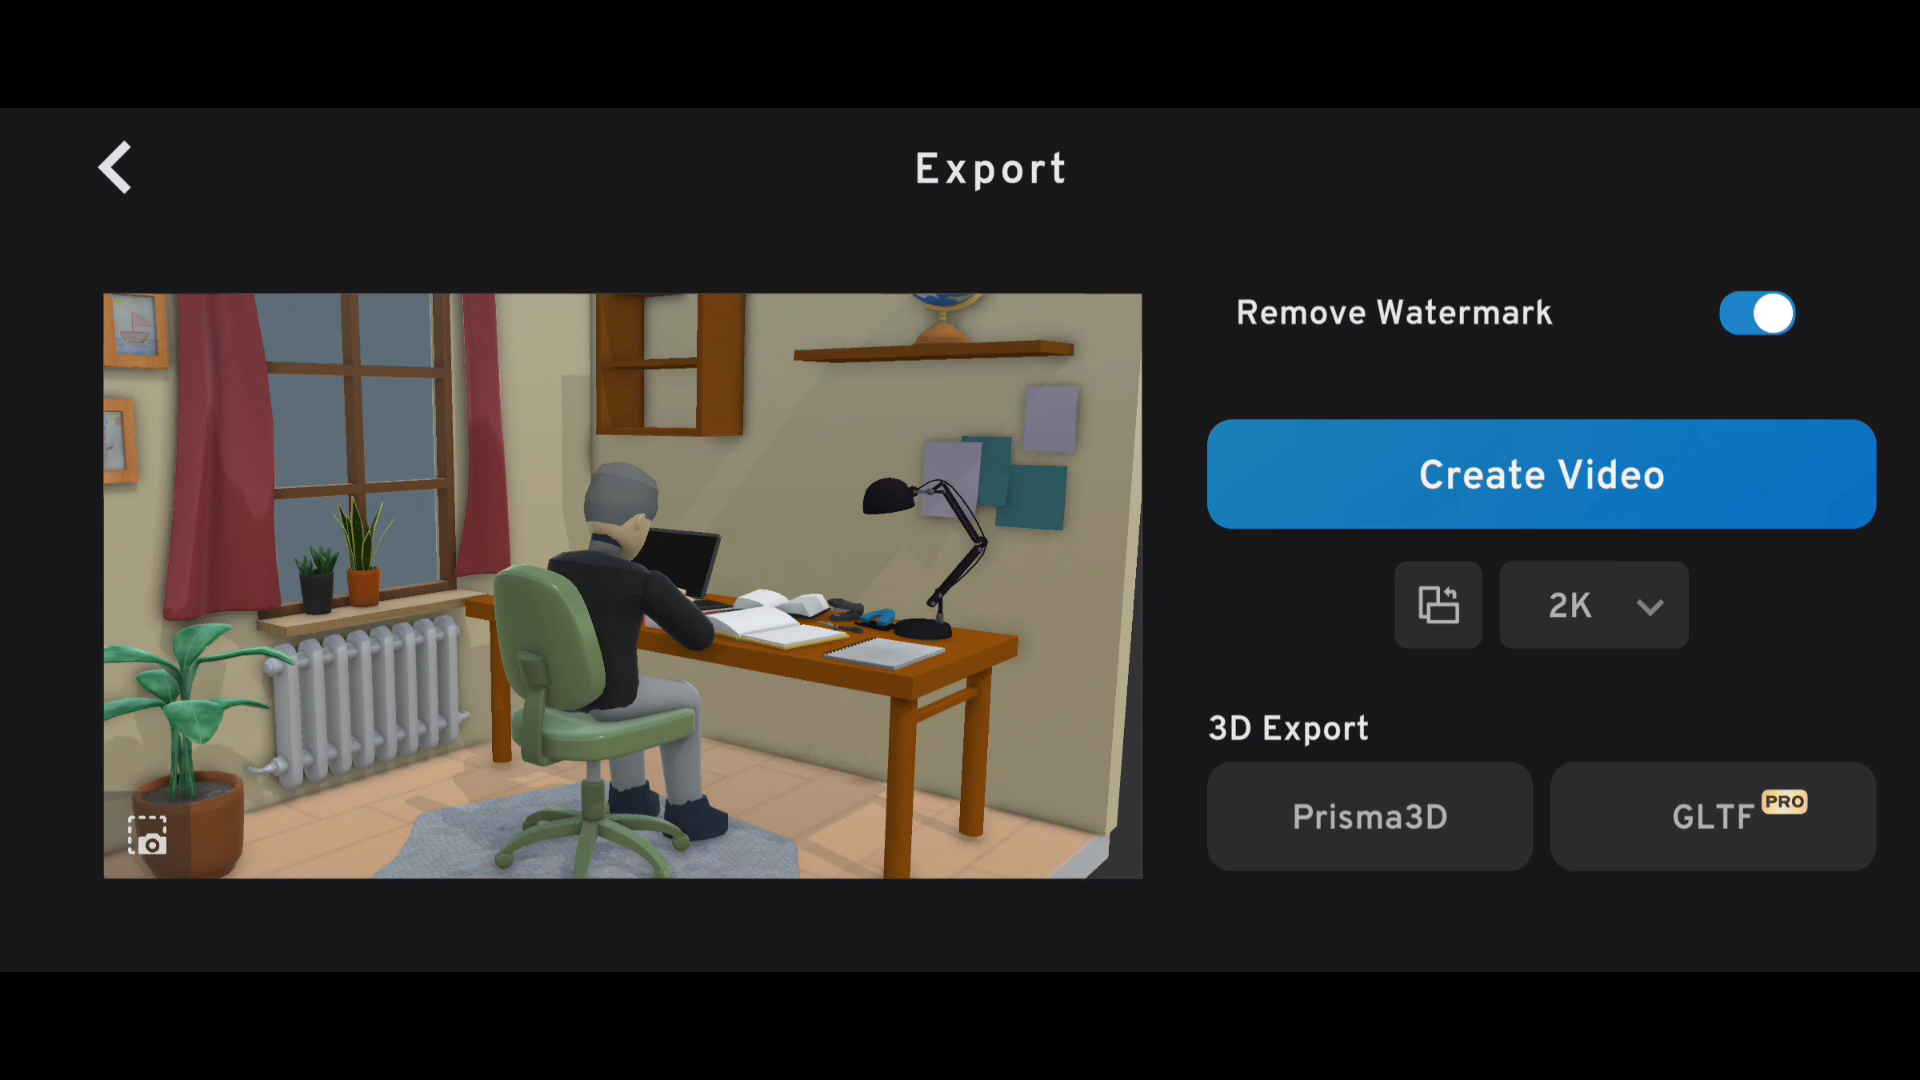 Export
Remove Watermark
Create Video
2K
3D Export
Prisma3D
GLTF PRO